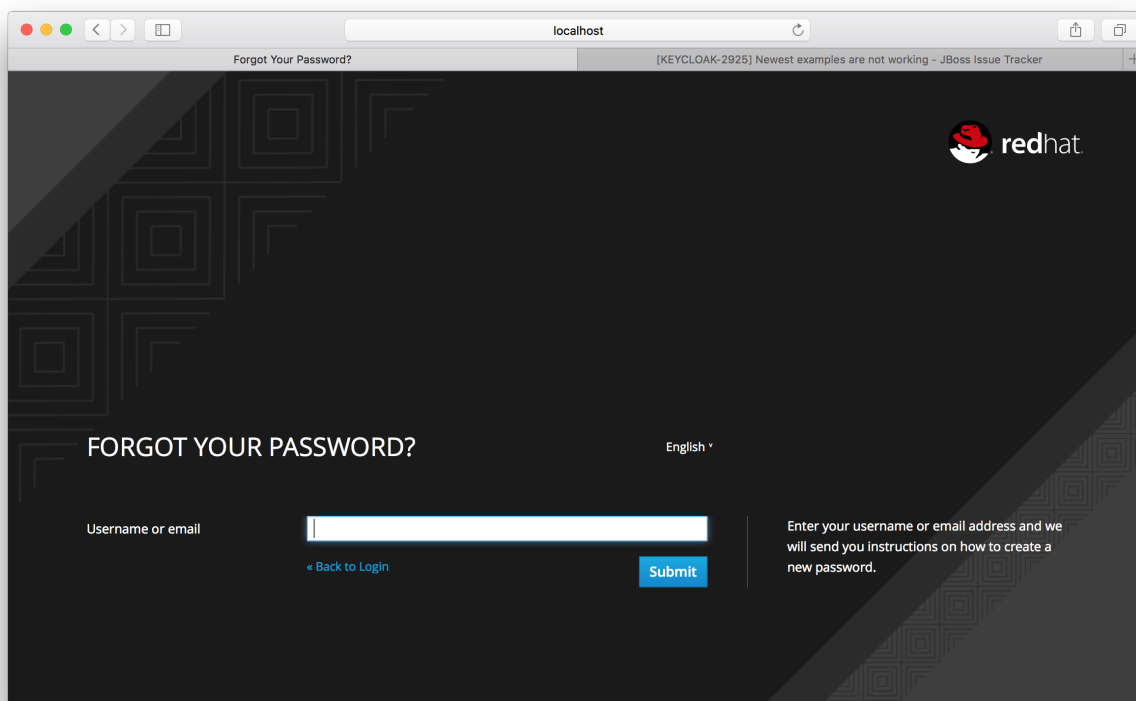 localhost
Forgot Your Password?
[KEYCLOAK-2925] Newest examples are not working - JBoss Issue Tracker
redhat.
FORGOT YOUR PASSWORD?
English
Username or email
Enter your username or email address and we
will send you instructions on how to create a
new password.
« Back to Login
Submit